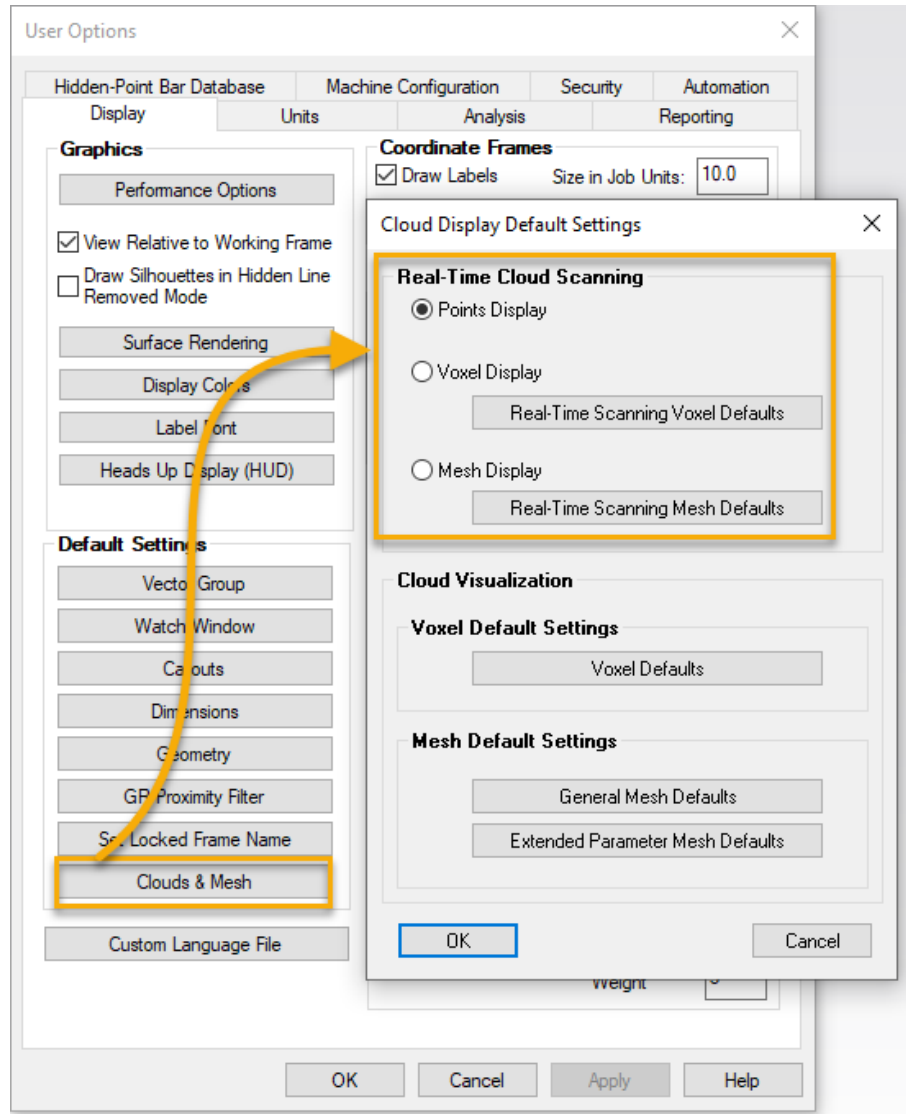 User Options
Hidden-Point Bar Database
Machine Configuration
Security
Automation
Display
Units
Analysis
Reporting
Graphics
Performance Options
View Relative to Working Frame
Draw Silhouettes in Hidden Line
Removed Mode
Surface Rendering
Display Colors
Label Font
Heads Up Display (HUD)
Default Settings
Vector Group
Watch Window
Callouts
Dimensions
Geometry
GR Proximity Filter
Set Locked Frame Name
Clouds & Mesh
Custom Language File
Coordinate Frames
Draw Labels
Size in Job Units:
10.0
Cloud Display Default Settings
Real-Time Cloud Scanning
Points Display
Voxel Display
Real-Time Scanning Voxel Defaults
Mesh Display
Real-Time Scanning Mesh Defaults
Cloud Visualization
Voxel Default Settings
Voxel Defaults
Mesh Default Settings
General Mesh Defaults
Extended Parameter Mesh Defaults
OK
Cancel
Weight
OK
Cancel
Apply
Help